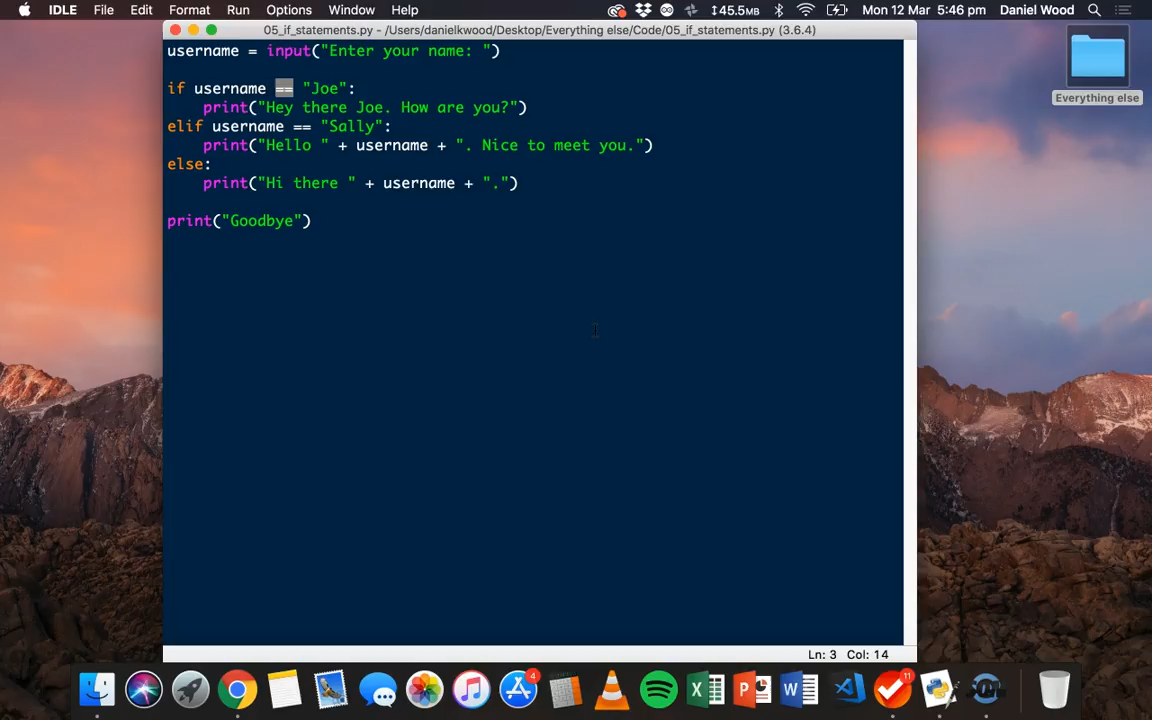 IDLE File Edit Format Run Options Window Help 45.5MB Mon 12 Mar 5:46 pm Daniel Wood
05_if_statements.py - /Users/danielkwood/Desktop/Everything else/Code/05_if_statements.py (3.6.4)
username = input("Enter your name: ")
if username == "Joe":
    print("Hey there Joe. How are you?")
elif username == "Sally":
    print("Hello " + username + ". Nice to meet you.")
else:
    print("Hi there " + username + ".")
print("Goodbye")
Everything else
Ln: 3 Col: 14
4
11